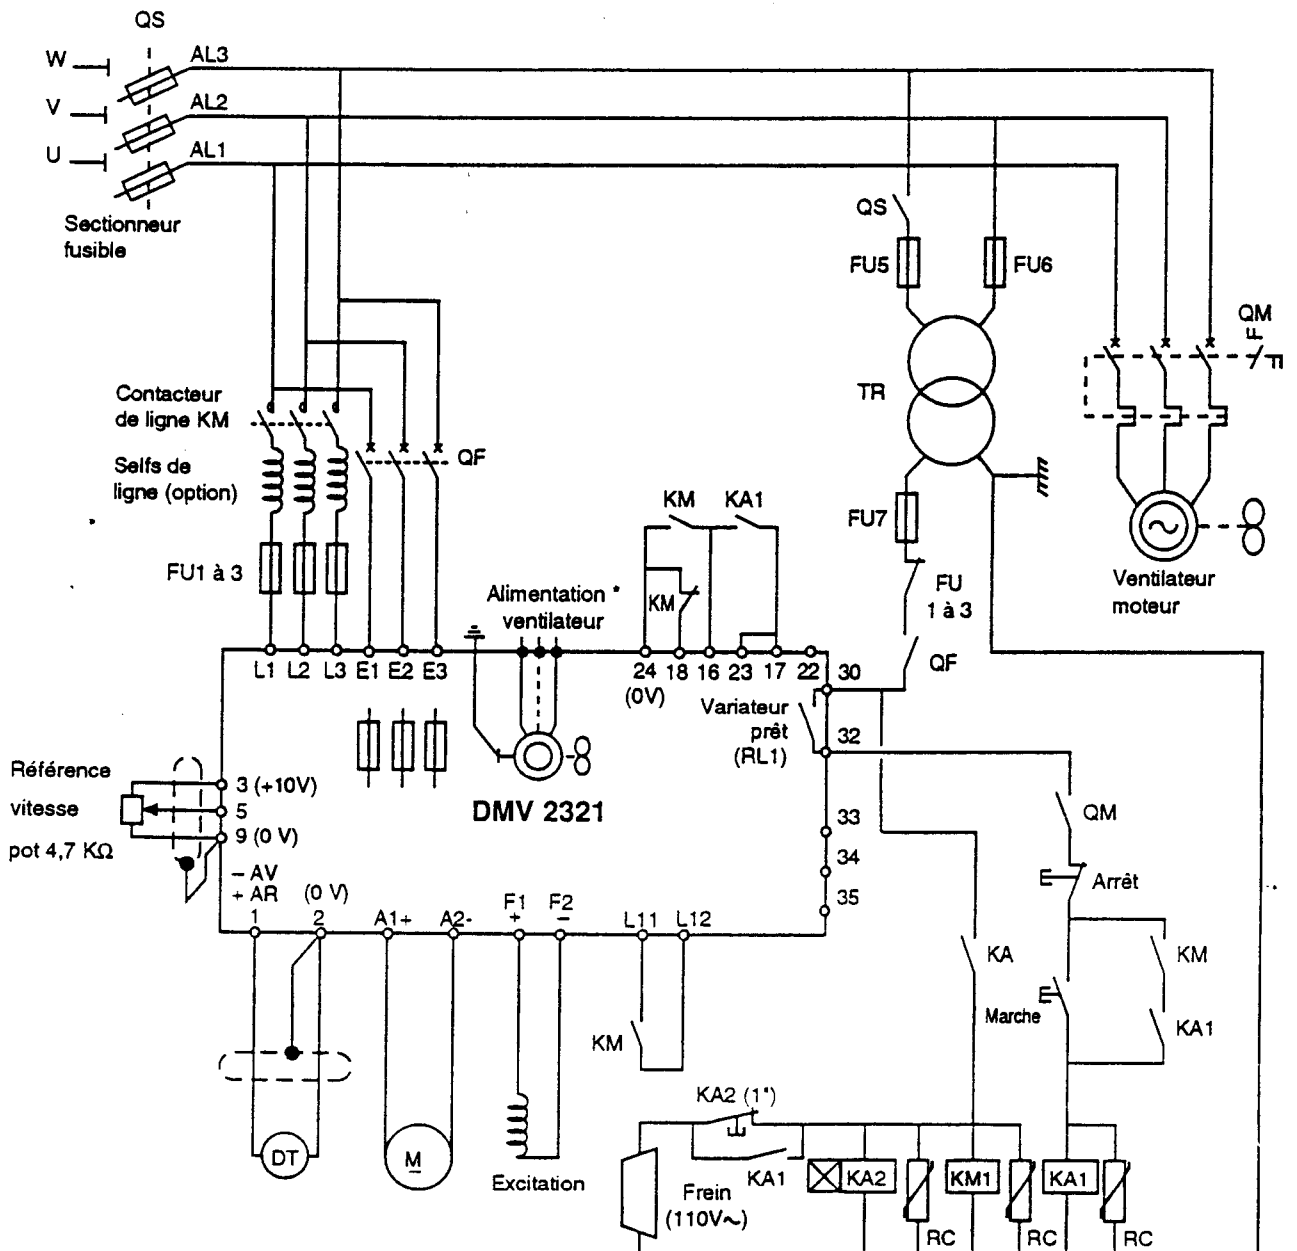 QS
W
AL3
V
AL2
U
AL1
Sectionneur
fusible
QS
FU5
FU6
QM
TR
Contacteur
de ligne KM
Selfs de
ligne (option)
QF
FU1 à 3
KM
KA1
KM
FU7
FU
1 à 3
QF
Ventilateur
moteur
Alimentation *
ventilateur
L1 L2 L3 E1 E2 E3
24 18 16 23 17 22 30
(0V)
Variateur
prêt
(RL1)
32
33
34
35
Référence
vitesse
pot 4,7 KΩ
3 (+10V)
5
9 (0 V)
DMV 2321
– AV
+ AR
(0 V)
1 2 A1+ A2-
F1
+
F2
–
L11 L12
QM
Arrêt
KA
KM
Marche
KA1
KM
DT
M
Excitation
KA2 (1")
KA1
Frein
(110V~)
KA2
RC
KM1
RC
KA1
RC